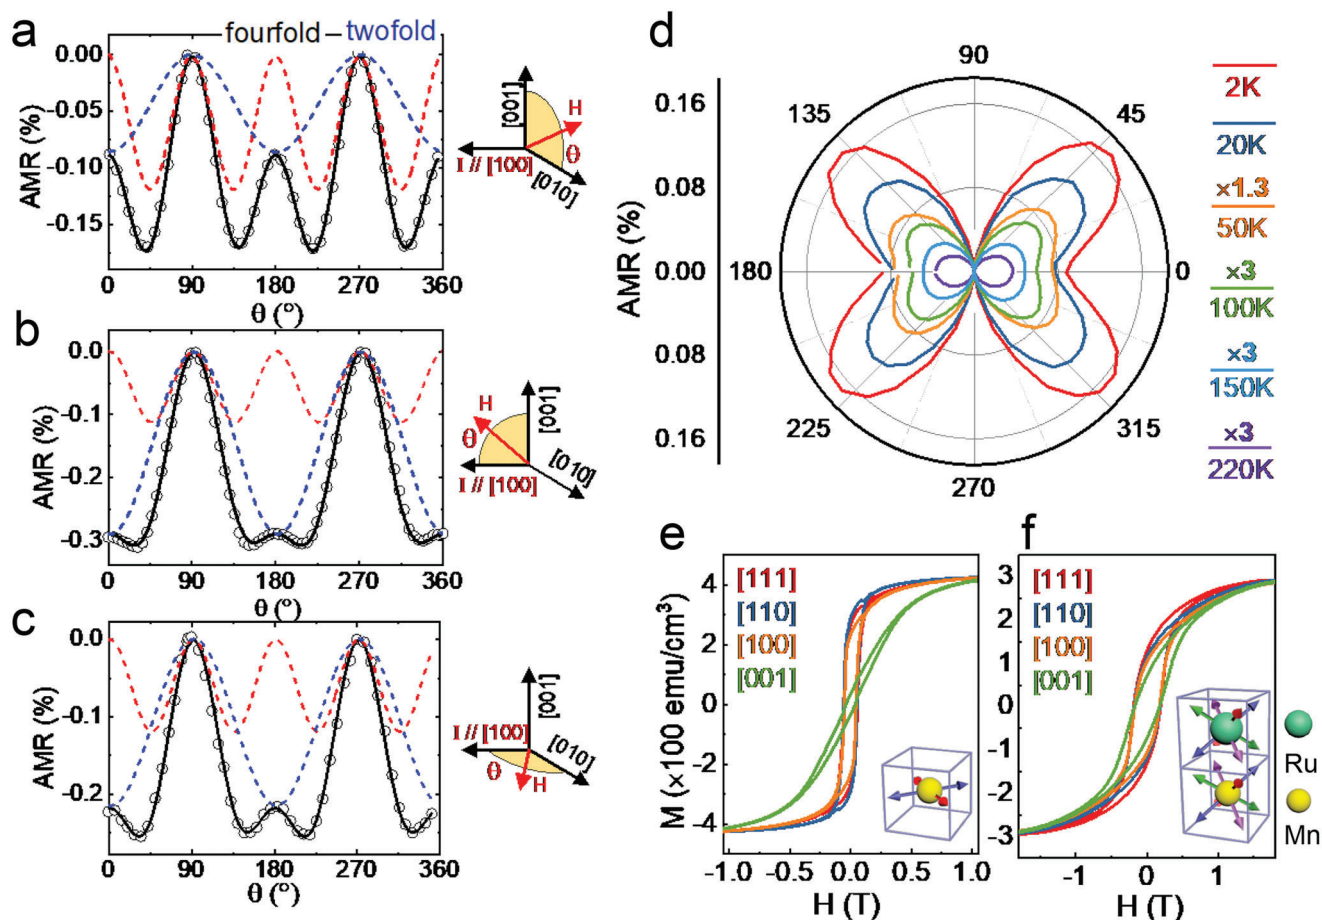 a
fourfold
twofold
0.00
-0.05
-0.10
-0.15
AMR (%)
0
90
180
270
360
θ (°)
[001]
H
θ
I // [100]
[010]
b
0.0
-0.1
-0.2
-0.3
AMR (%)
0
90
180
270
360
θ (°)
H
[001]
θ
[010]
I // [100]
c
0.0
-0.1
-0.2
AMR (%)
0
90
180
270
360
θ (°)
[001]
I // [100]
[010]
θ
H
d
AMR (%)
0.16
0.08
0.00
0.08
0.16
90
135
45
180
0
225
315
270
2K
20K
×1.3
50K
×3
100K
×3
150K
×3
220K
e
[111]
[110]
[100]
[001]
M (×100 emu/cm³)
4
2
0
-2
-4
-1.0
-0.5
0.0
0.5
1.0
H (T)
f
[111]
[110]
[100]
[001]
3
2
1
0
-1
-2
-3
-1
0
1
H (T)
Ru
Mn